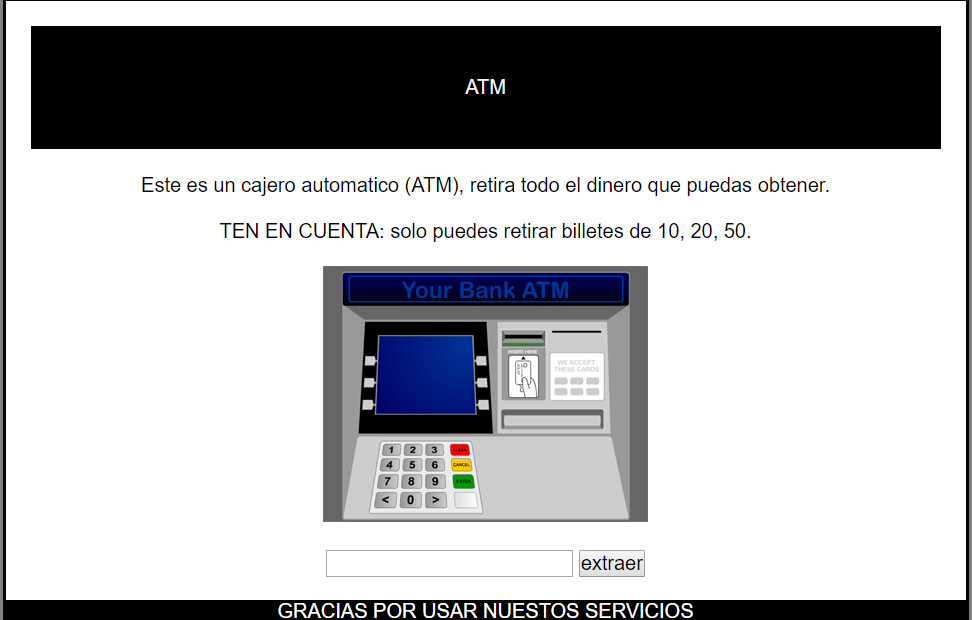 ATM
Este es un cajero automatico (ATM), retira todo el dinero que puedas obtener.
TEN EN CUENTA: solo puedes retirar billetes de 10, 20, 50.
Your Bank ATM
INSERT HERE
WE ACCEPT
THESE CARDS
1 2 3
4 5 6 CANCEL
7 8 9 ENTER
< 0 >
extraer
GRACIAS POR USAR NUESTOS SERVICIOS